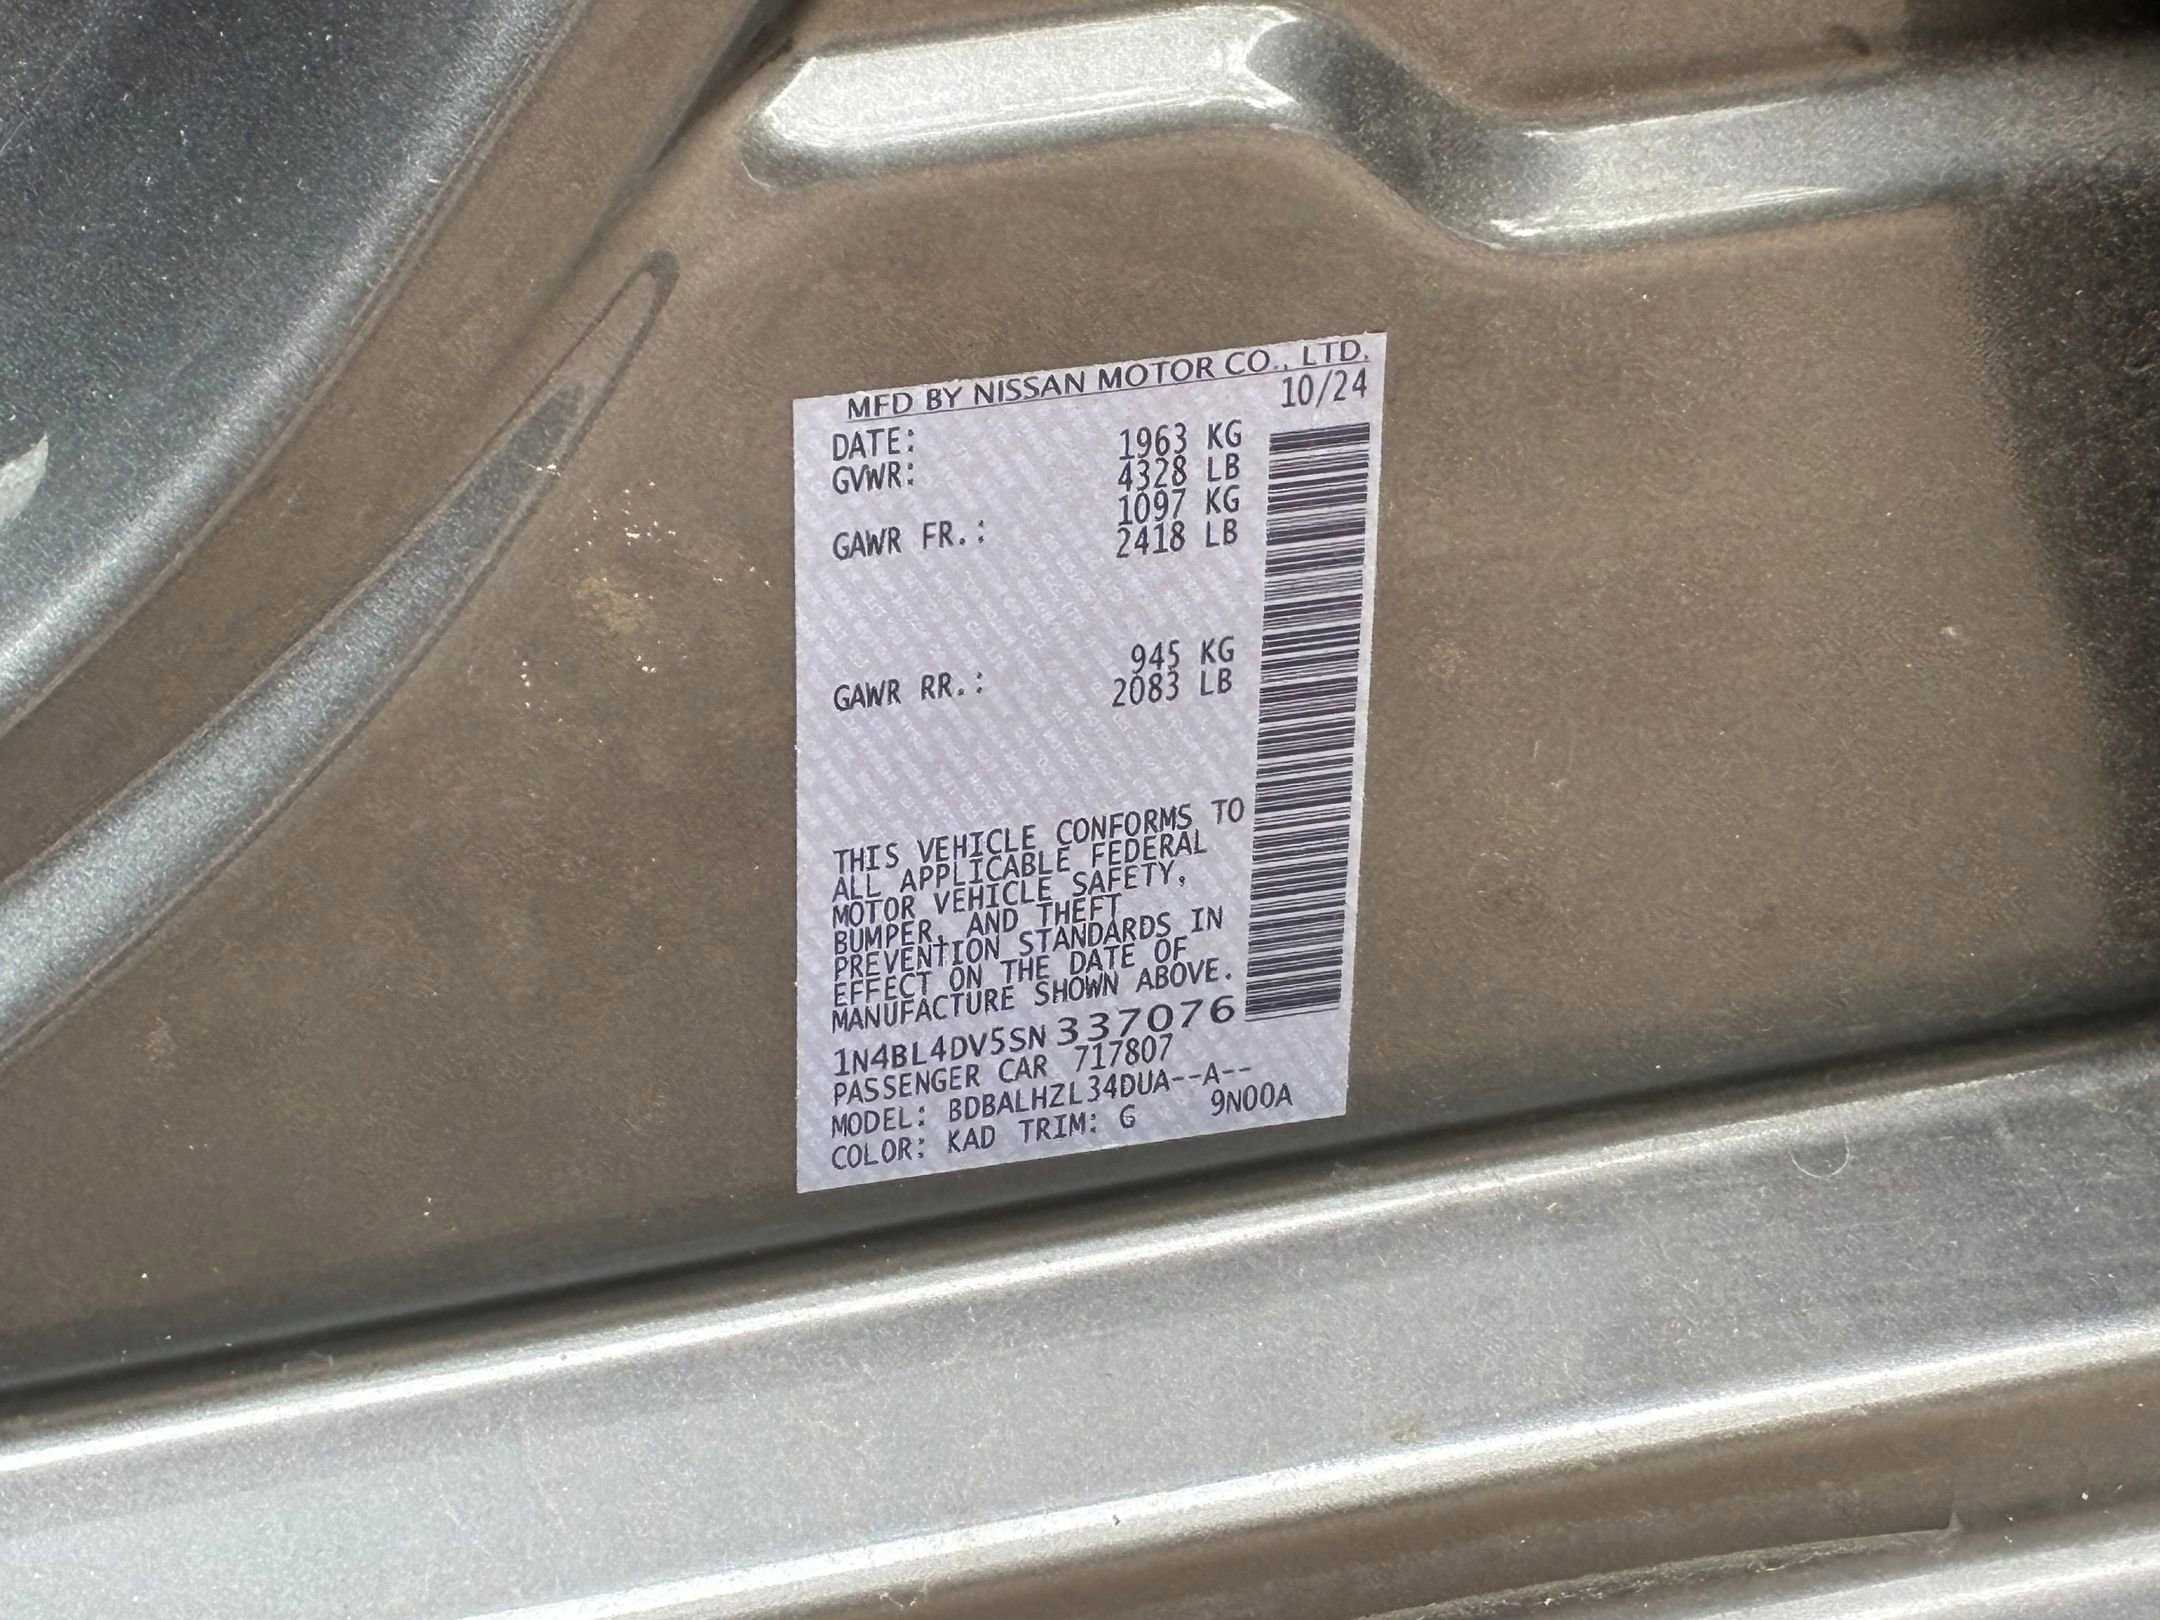 MFD BY NISSAN MOTOR CO., LTD.
DATE: 10/24
GVWR: 1963 KG
4328 LB
GAWR FR.: 1097 KG
2418 LB
GAWR RR.: 945 KG
2083 LB
THIS VEHICLE CONFORMS TO
ALL APPLICABLE FEDERAL
MOTOR VEHICLE SAFETY,
BUMPER, AND THEFT
PREVENTION STANDARDS IN
EFFECT ON THE DATE OF
MANUFACTURE SHOWN ABOVE.
1N4BL4DV5SN337076
PASSENGER CAR 717807
MODEL: BDBALHZL34DUA--A--
COLOR: KAD TRIM: G 9N00A